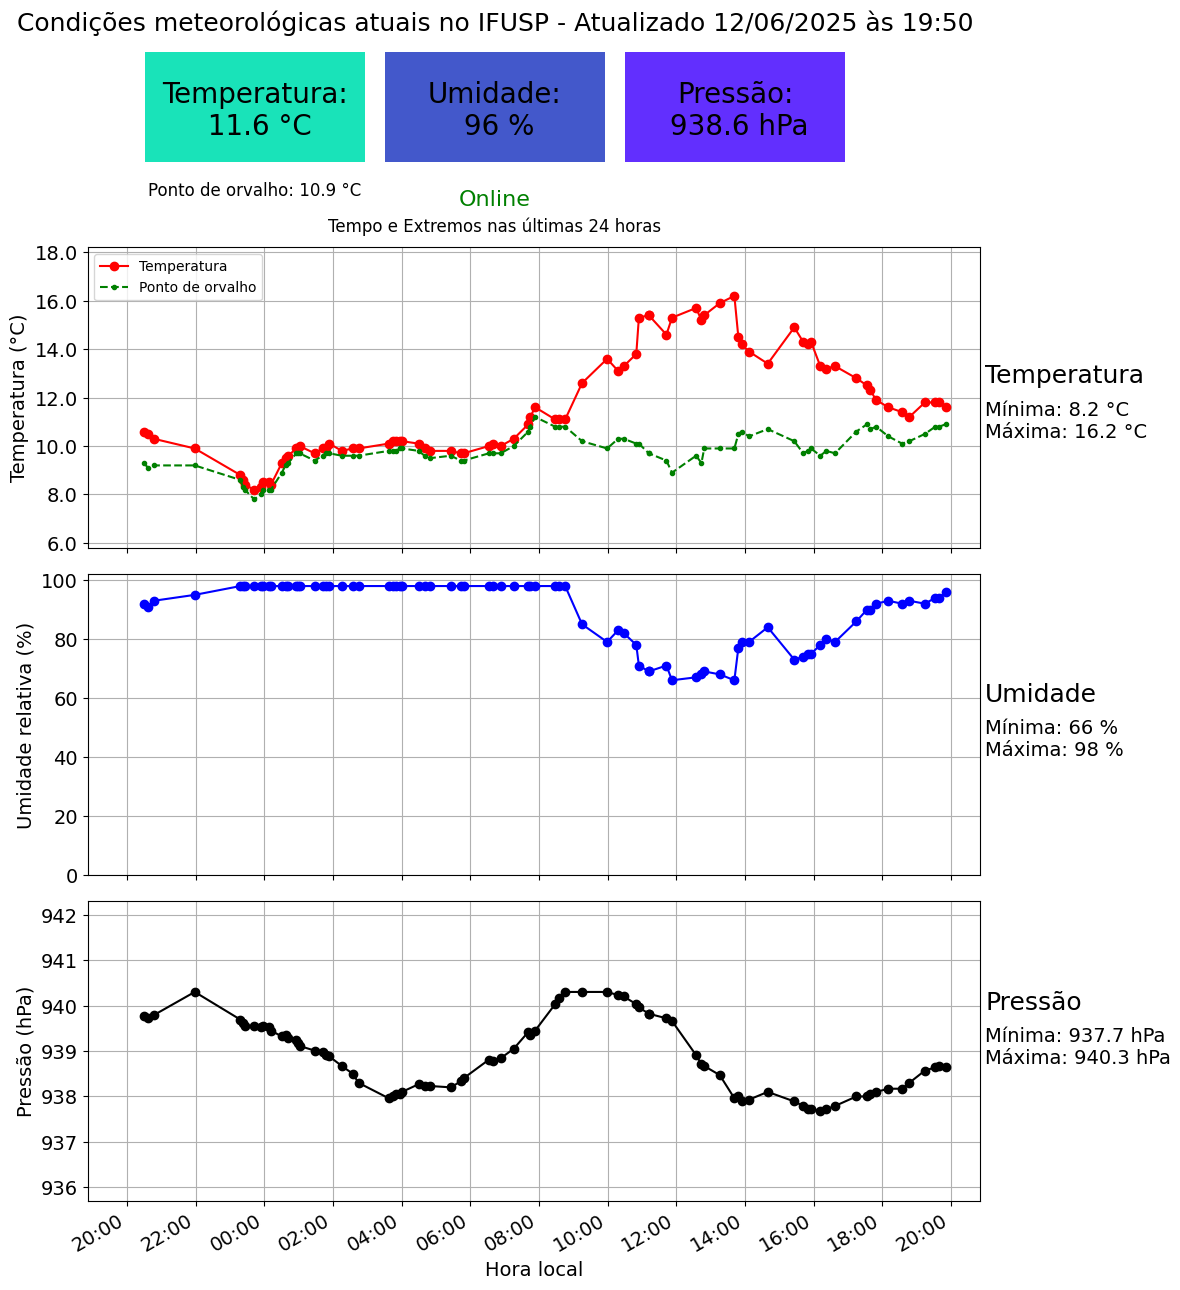 Condições meteorológicas atuais no IFUSP - Atualizado 12/06/2025 às 19:50
Temperatura:
11.6 °C
Umidade:
96 %
Pressão:
938.6 hPa
Ponto de orvalho: 10.9 °C
Online
Tempo e Extremos nas últimas 24 horas
Temperatura (°C)
18.0
16.0
14.0
12.0
10.0
8.0
6.0
Temperatura
Ponto de orvalho
Temperatura
Mínima: 8.2 °C
Máxima: 16.2 °C
Umidade relativa (%)
100
80
60
40
20
0
Umidade
Mínima: 66 %
Máxima: 98 %
Pressão (hPa)
942
941
940
939
938
937
936
Pressão
Mínima: 937.7 hPa
Máxima: 940.3 hPa
20:00
22:00
00:00
02:00
04:00
06:00
08:00
10:00
12:00
14:00
16:00
18:00
20:00
Hora local